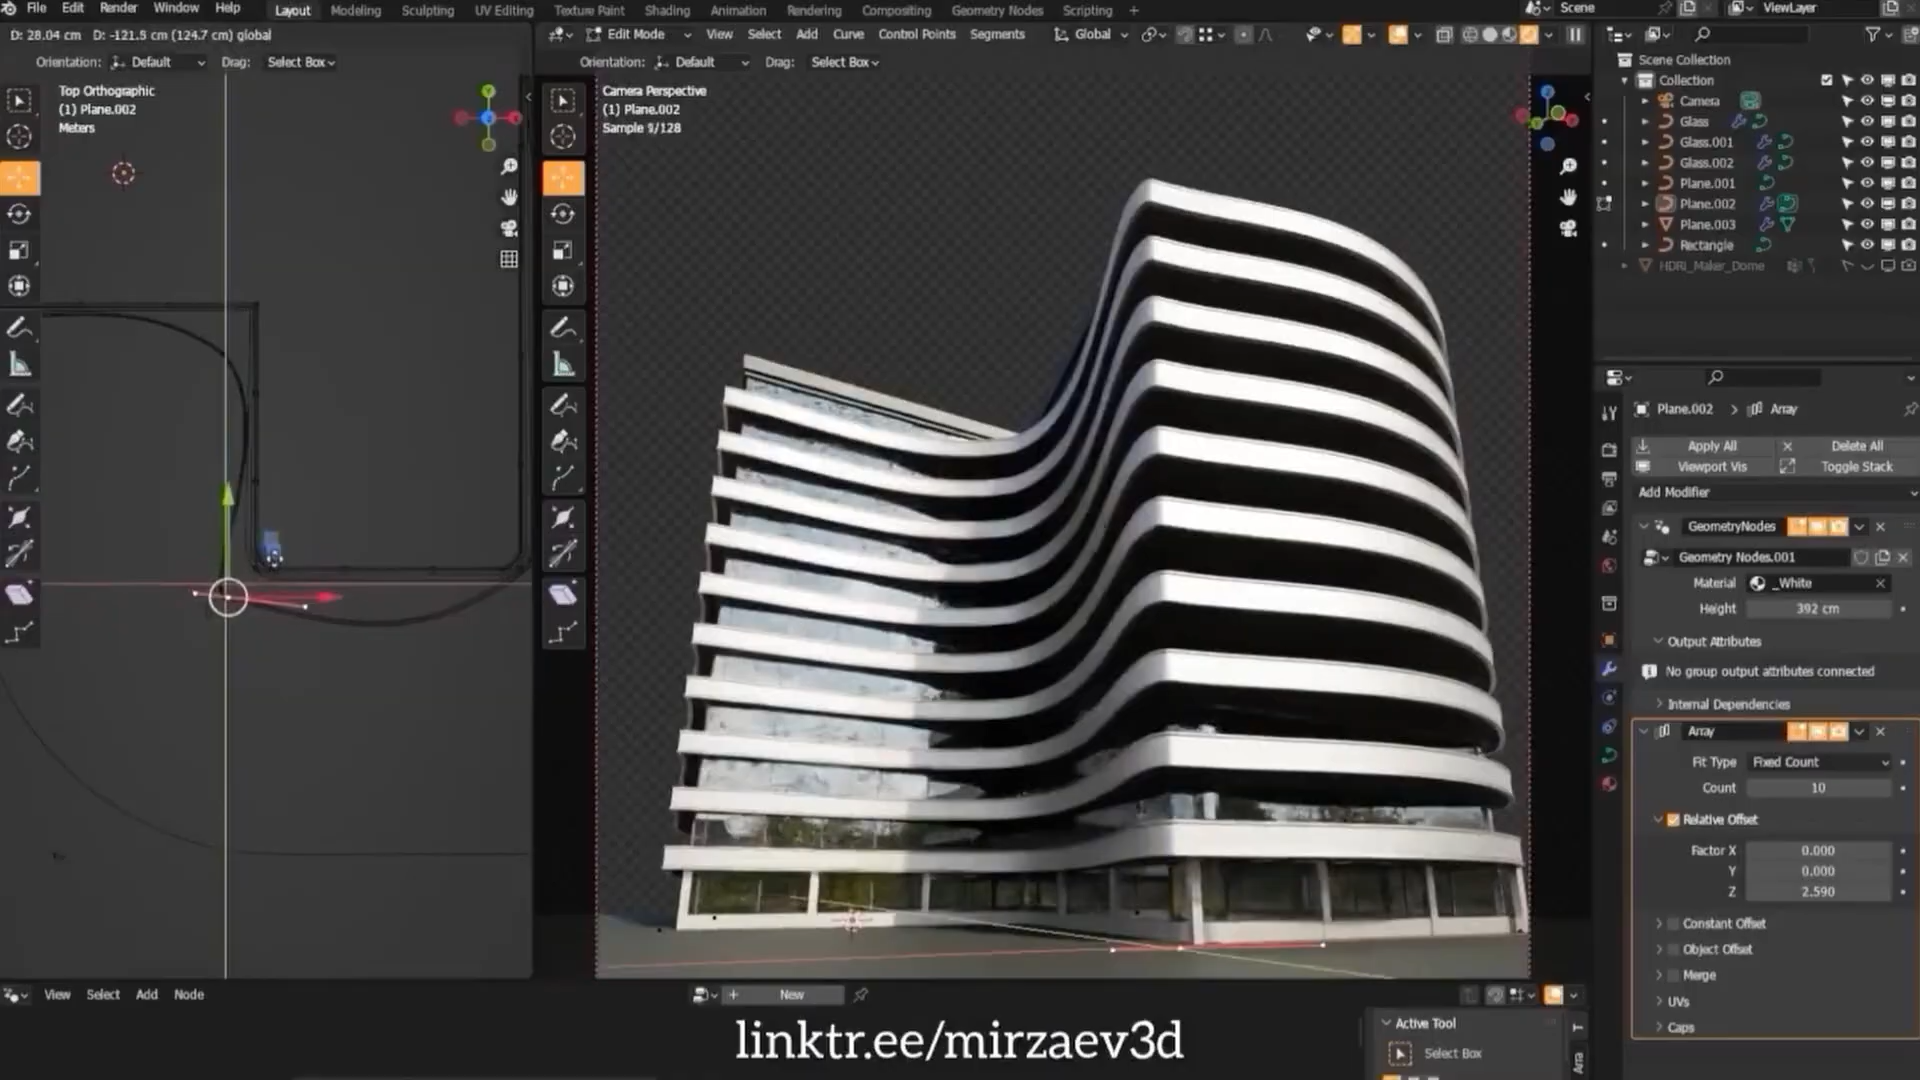 File Edit Render Window Help Layout Modeling Sculpting UV Editing Texture Paint Shading Animation Rendering Compositing Geometry Nodes Scripting + Scene ViewLayer
D: 28.04 cm D: -121.5 cm (124.7 cm) global
Edit Mode View Select Add Curve Control Points Segments Global
Orientation: Default Drag: Select Box
Orientation: Default Drag: Select Box
Top Orthographic
(1) Plane.002
Meters
Camera Perspective
(1) Plane.002
Sample 9/128
Scene Collection
Collection
Camera
Glass
Glass.001
Glass.002
Plane.001
Plane.002
Plane.003
Rectangle
HDRI_Maker_Dome
Plane.002 > Array
Apply All Delete All
Viewport Vis Toggle Stack
Add Modifier
GeometryNodes
Geometry Nodes.001
Material _White
Height 392 cm
Output Attributes
No group output attributes connected
Internal Dependencies
Array
Fit Type Fixed Count
Count 10
Relative Offset
Factor X 0.000
Y 0.000
Z 2.590
Constant Offset
Object Offset
Merge
UVs
Caps
View Select Add Node
+ New
Active Tool
Select Box
linktr.ee/mirzaev3d